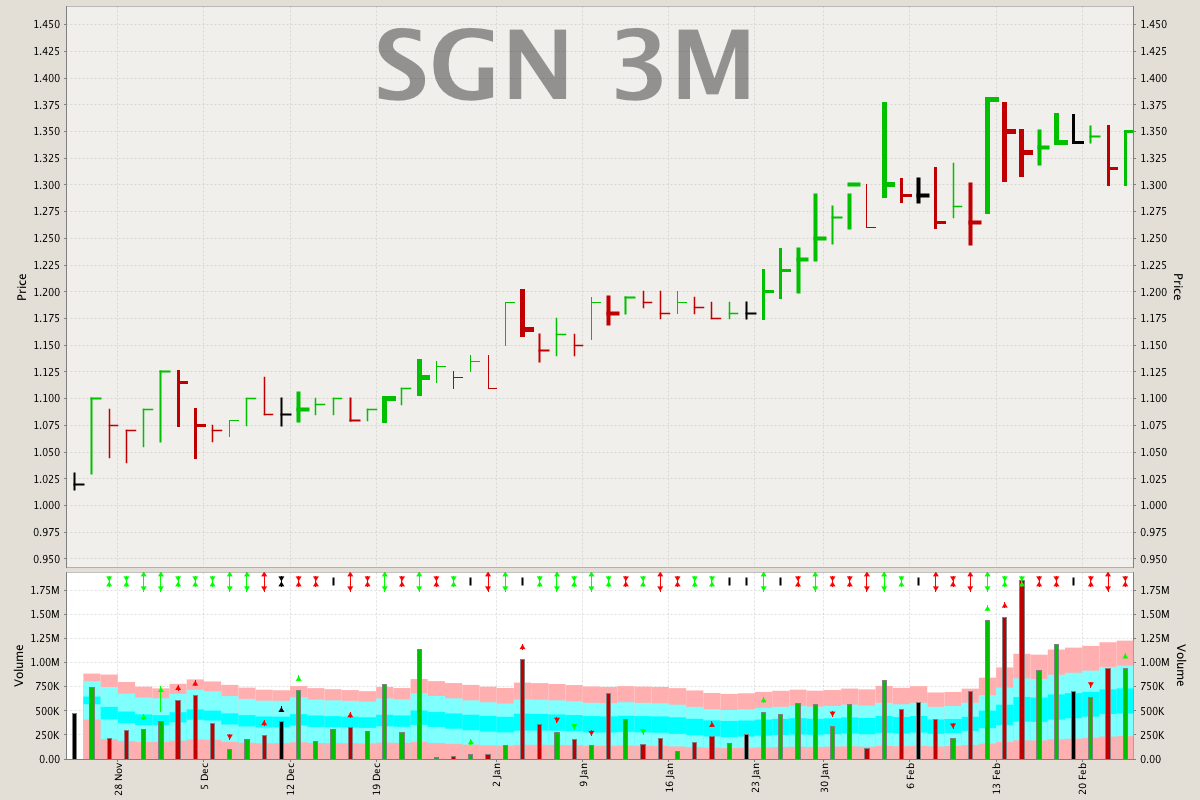 SGN 3M
1.450
1.425
1.400
1.375
1.350
1.325
1.300
1.275
1.250
1.225
1.200
1.175
1.150
1.125
1.100
1.075
1.050
1.025
1.000
0.975
0.950
Price
1.450
1.425
1.400
1.375
1.350
1.325
1.300
1.275
1.250
1.225
1.200
1.175
1.150
1.125
1.100
1.075
1.050
1.025
1.000
0.975
0.950
Price
1.75M
1.50M
1.25M
1.00M
750K
500K
250K
0.00
Volume
1.75M
1.50M
1.25M
1.00M
750K
500K
250K
0.00
Volume
28 Nov
5 Dec
12 Dec
19 Dec
2 Jan
9 Jan
16 Jan
23 Jan
30 Jan
6 Feb
13 Feb
20 Feb